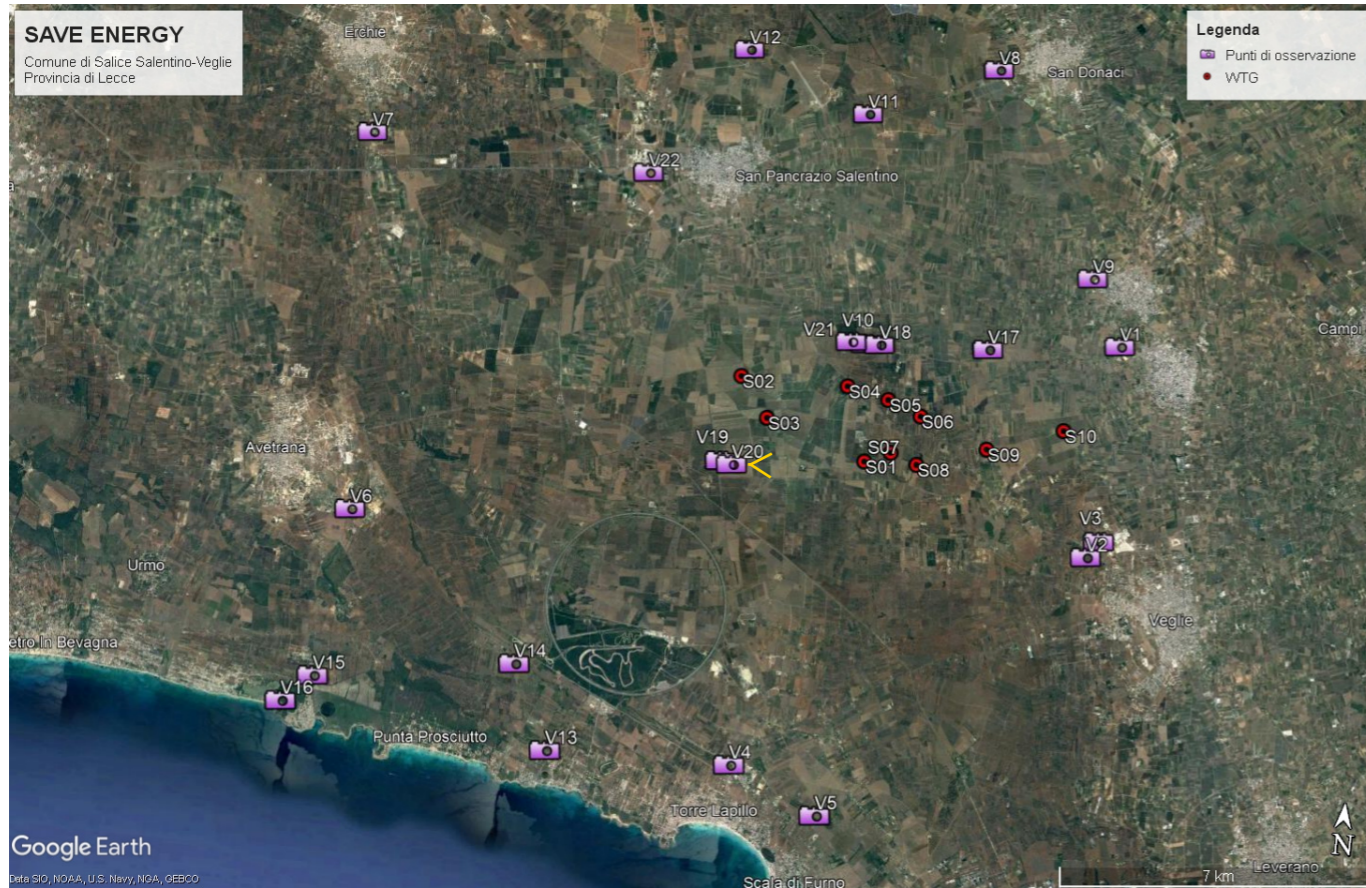 SAVE ENERGY
Comune di Salice Salentino-Veglie
Provincia di Lecce
Legenda
Punti di osservazione
WTG
Erchie
V12
V8
San Donaci
V11
V7
V22
San Pancrazio Salentino
V9
V21
V10
V18
V17
V1
Campi
S02
S04
S05
S03
S06
S10
V19
V20
S07
S01
S08
S09
Avetrana
V6
V3
V2
Urmo
Veglie
etro In Bevagna
V15
V14
V16
Punta Prosciutto
V13
V4
Torre Lapillo
V5
Google Earth
N
Leverano
7 km
Data SIO, NOAA, U.S. Navy, NGA, GEBCO
Scala di Furno